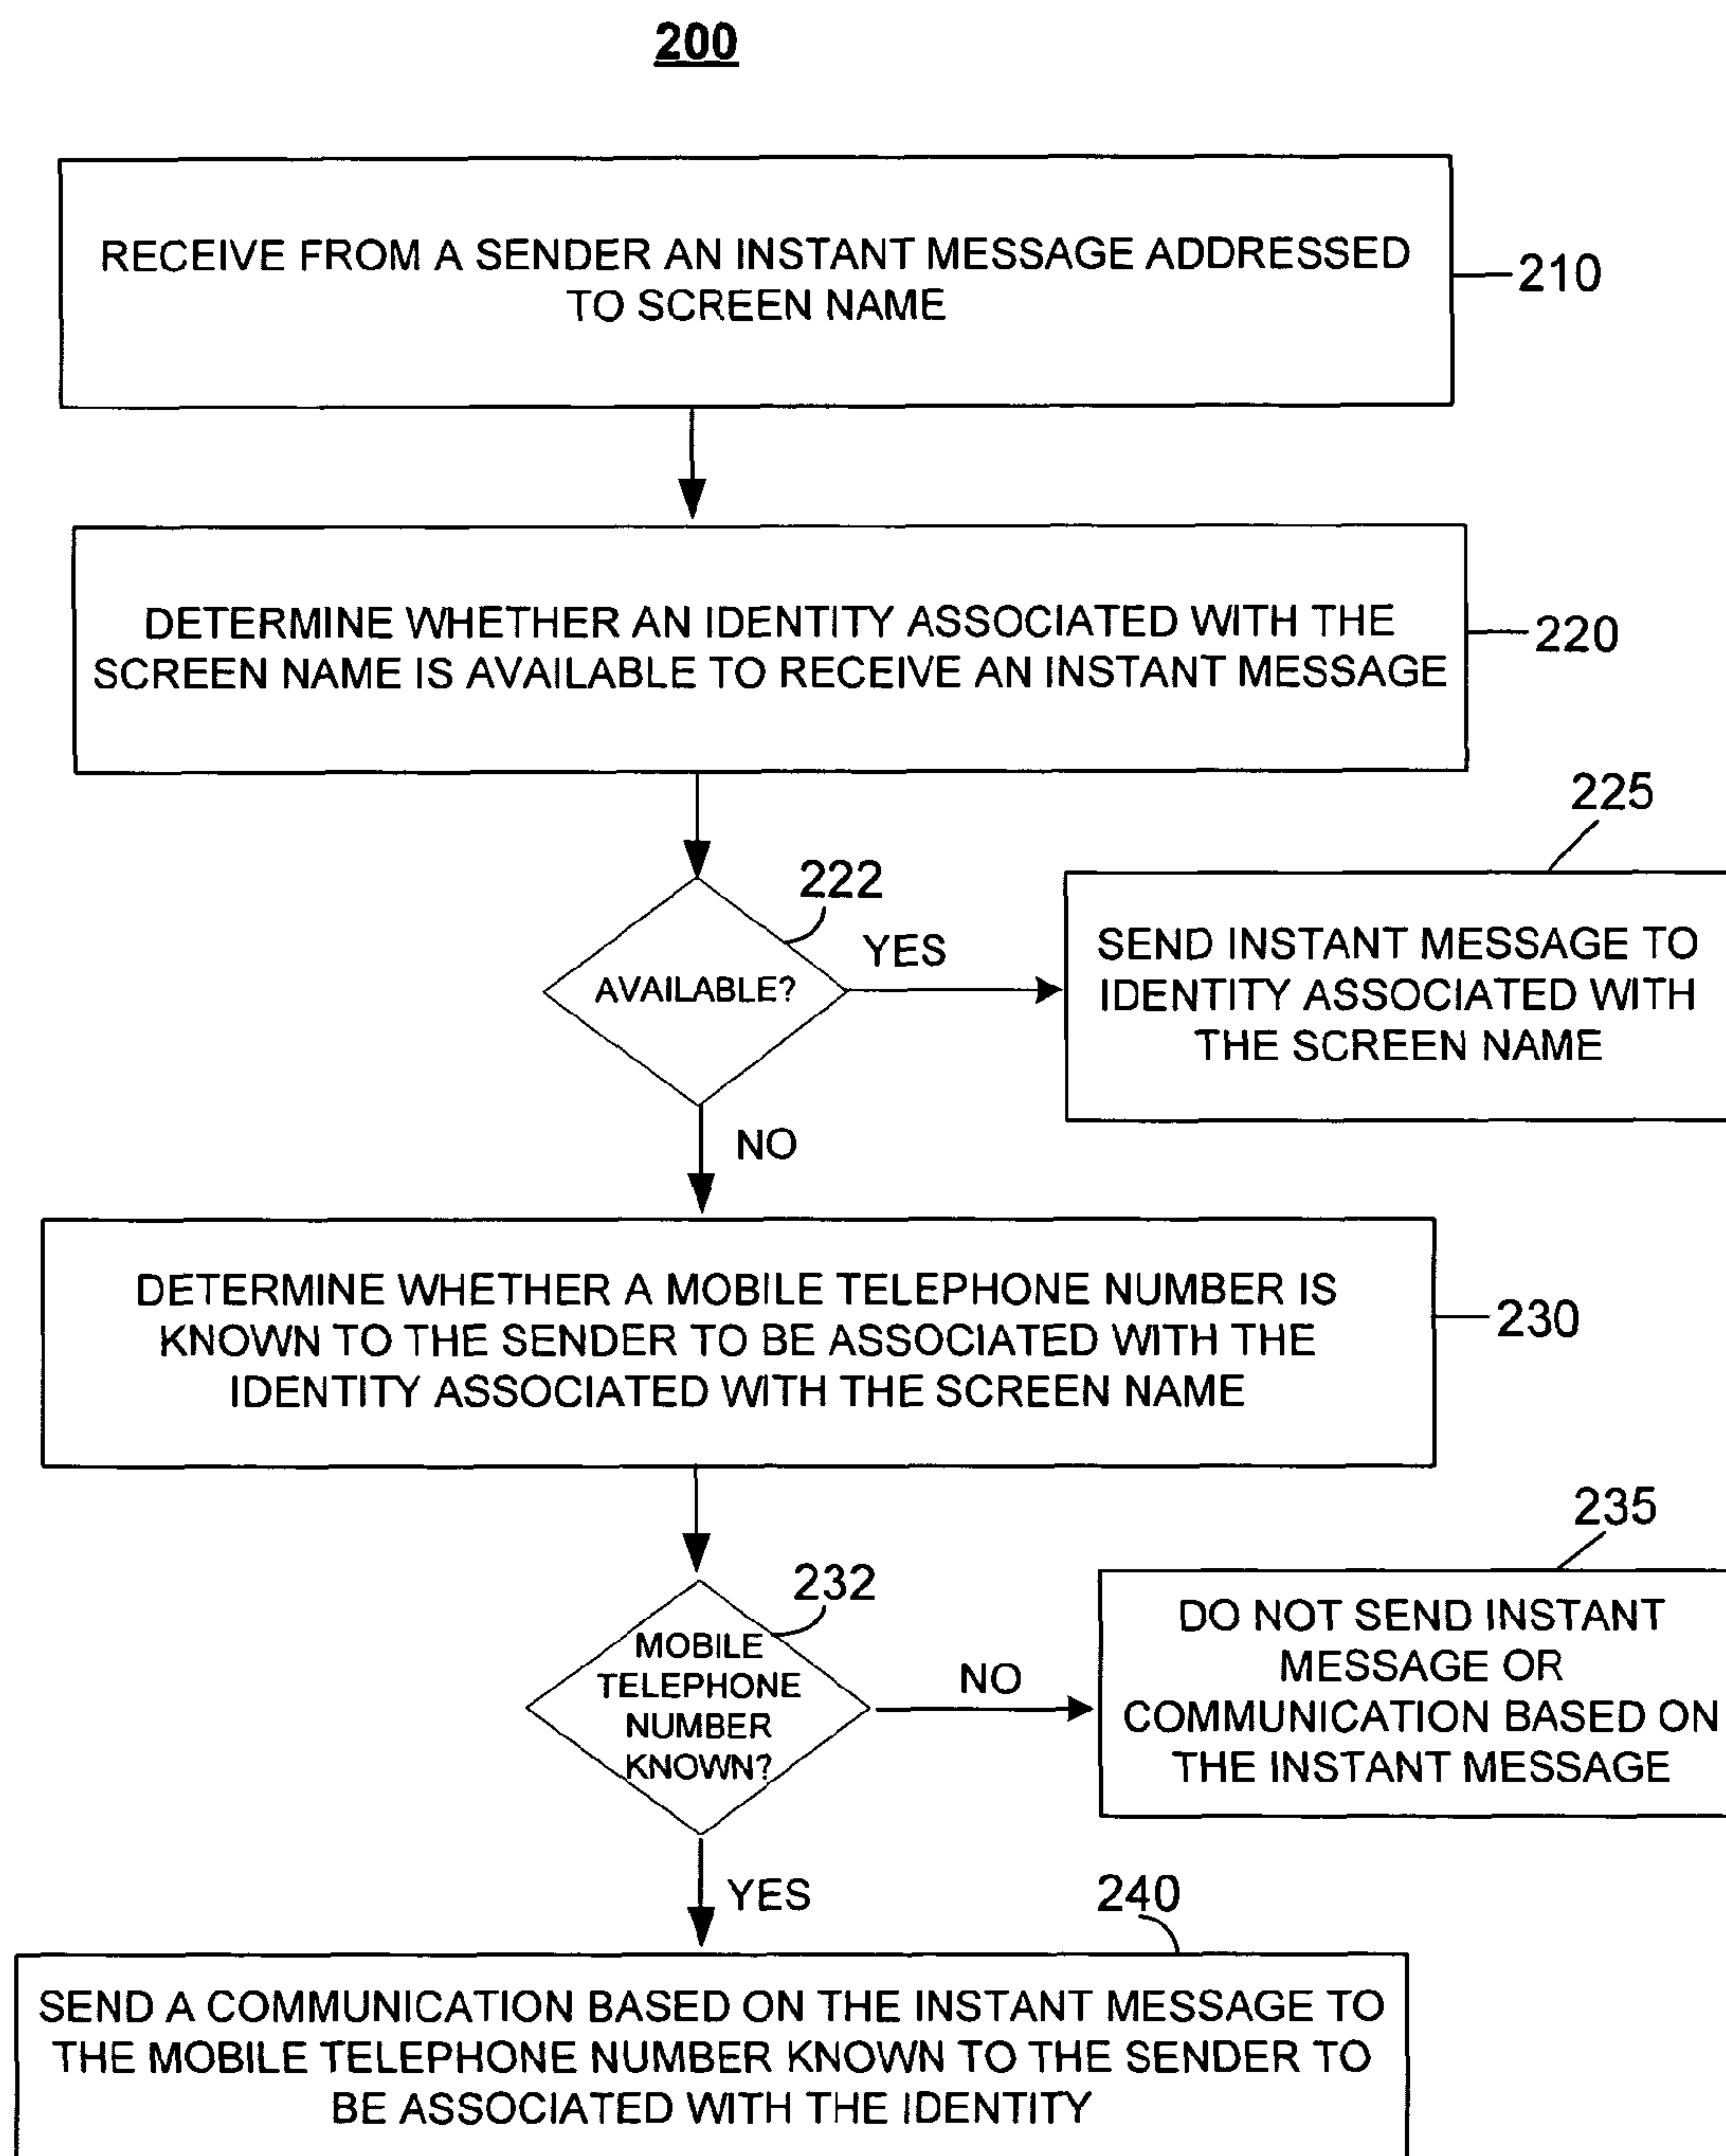 200
RECEIVE FROM A SENDER AN INSTANT MESSAGE ADDRESSED
TO SCREEN NAME
210
DETERMINE WHETHER AN IDENTITY ASSOCIATED WITH THE
SCREEN NAME IS AVAILABLE TO RECEIVE AN INSTANT MESSAGE
220
222
AVAILABLE?
YES
225
SEND INSTANT MESSAGE TO
IDENTITY ASSOCIATED WITH
THE SCREEN NAME
NO
DETERMINE WHETHER A MOBILE TELEPHONE NUMBER IS
KNOWN TO THE SENDER TO BE ASSOCIATED WITH THE
IDENTITY ASSOCIATED WITH THE SCREEN NAME
230
232
MOBILE
TELEPHONE
NUMBER
KNOWN?
NO
235
DO NOT SEND INSTANT
MESSAGE OR
COMMUNICATION BASED ON
THE INSTANT MESSAGE
YES
240
SEND A COMMUNICATION BASED ON THE INSTANT MESSAGE TO
THE MOBILE TELEPHONE NUMBER KNOWN TO THE SENDER TO
BE ASSOCIATED WITH THE IDENTITY